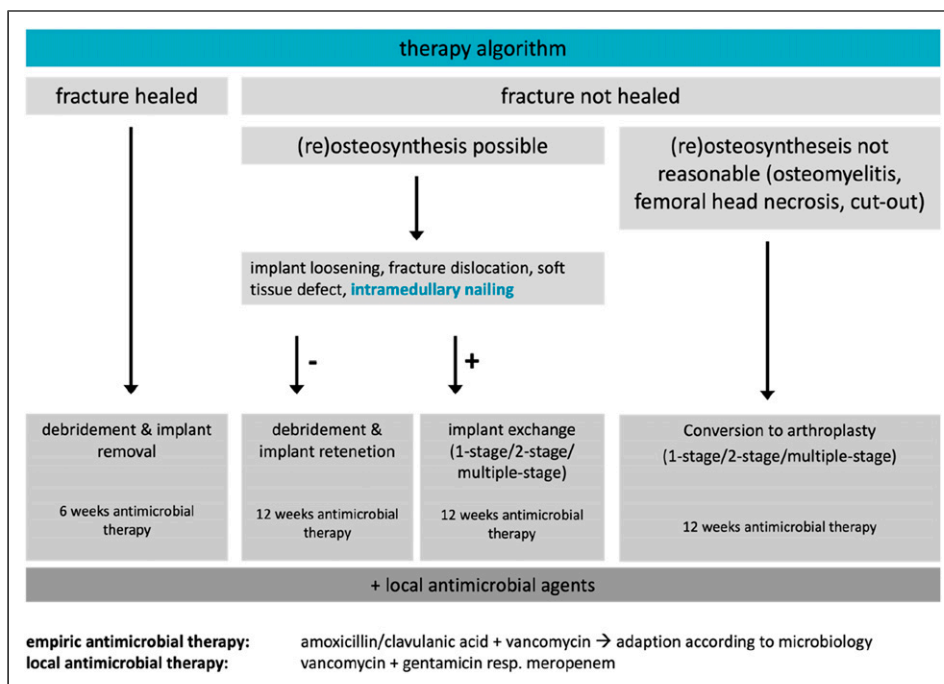 therapy algorithm
fracture healed
fracture not healed
(re)osteosynthesis possible
(re)osteosyntheseis not
reasonable (osteomyelitis,
femoral head necrosis, cut-out)
implant loosening, fracture dislocation, soft
tissue defect, intramedullary nailing
-
+
debridement & implant
removal
6 weeks antimicrobial
therapy
debridement &
implant retenetion
12 weeks antimicrobial
therapy
implant exchange
(1-stage/2-stage/
multiple-stage)
12 weeks antimicrobial
therapy
Conversion to arthroplasty
(1-stage/2-stage/multiple-stage)
12 weeks antimicrobial therapy
+ local antimicrobial agents
empiric antimicrobial therapy: amoxicillin/clavulanic acid + vancomycin → adaption according to microbiology
local antimicrobial therapy: vancomycin + gentamicin resp. meropenem